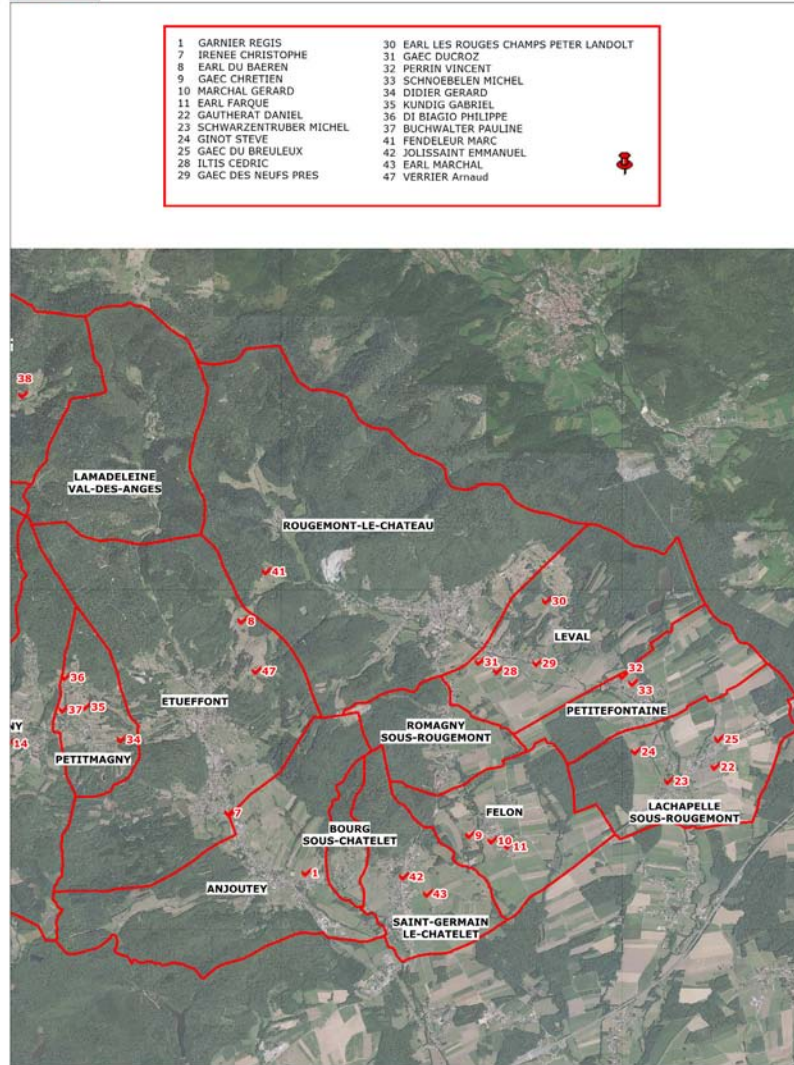 1 GARNIER REGIS
7 IRENEE CHRISTOPHE
8 EARL DU BAEREN
9 GAEC CHRETIEN
10 MARCHAL GERARD
11 EARL FARQUE
22 GAUTHERAT DANIEL
23 SCHWARZENTRUBER MICHEL
24 GINOT STEVE
25 GAEC DU BREULEUX
28 ILTIS CEDRIC
29 GAEC DES NEUFS PRES
30 EARL LES ROUGES CHAMPS PETER LANDOLT
31 GAEC DUCROZ
32 PERRIN VINCENT
33 SCHNOEBELEN MICHEL
34 DIDIER GERARD
35 KUNDIG GABRIEL
36 DI BIAGIO PHILIPPE
37 BUCHWALTER PAULINE
41 FENDELEUR MARC
42 JOLISSAINT EMMANUEL
43 EARL MARCHAL
47 VERRIER Arnaud
38
LAMADELEINE
VAL-DES-ANGES
ROUGEMONT-LE-CHATEAU
41
30
8
LEVAL
31
29
28
47
32
33
36
ETUEFFONT
35
37
PETITEFONTAINE
ROMAGNY
SOUS-ROUGEMONT
NY
14
34
25
24
PETITMAGNY
22
23
LACHAPELLE
SOUS-ROUGEMONT
7
FELON
BOURG
SOUS-CHATELET
9
10
11
1
42
ANJOUTEY
43
SAINT-GERMAIN
LE-CHATELET